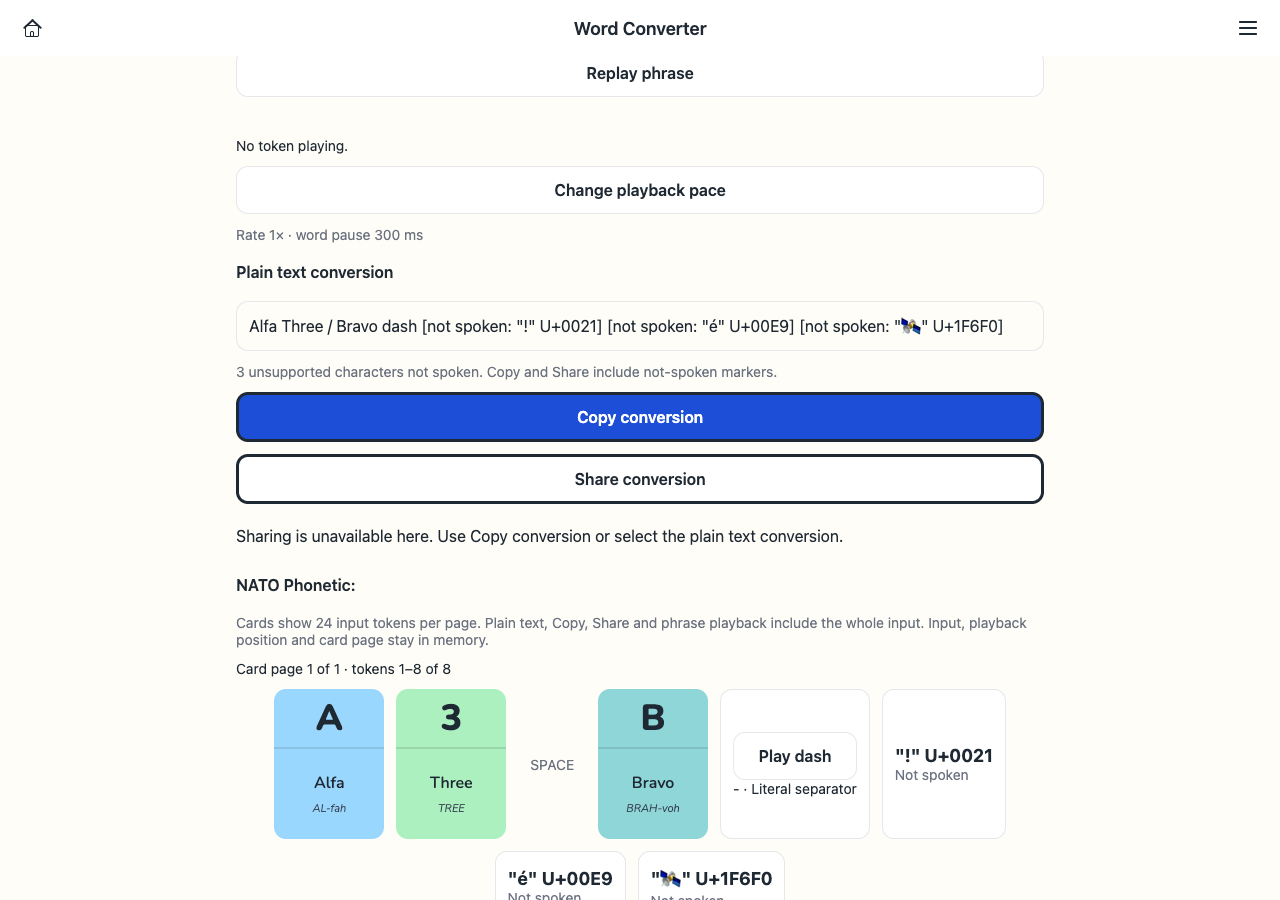 Word Converter
Replay phrase
No token playing.
Change playback pace
Rate 1× · word pause 300 ms
Plain text conversion
Alfa Three / Bravo dash [not spoken: "!" U+0021] [not spoken: "é" U+00E9] [not spoken: "🛰" U+1F6F0]
3 unsupported characters not spoken. Copy and Share include not-spoken markers.
Copy conversion
Share conversion
Sharing is unavailable here. Use Copy conversion or select the plain text conversion.
NATO Phonetic:
Cards show 24 input tokens per page. Plain text, Copy, Share and phrase playback include the whole input. Input, playback
position and card page stay in memory.
Card page 1 of 1 · tokens 1–8 of 8
A
Alfa
AL-fah
3
Three
TREE
SPACE
B
Bravo
BRAH-voh
Play dash
- · Literal separator
"!" U+0021
Not spoken
"é" U+00E9
Not spoken
"🛰" U+1F6F0
Not spoken